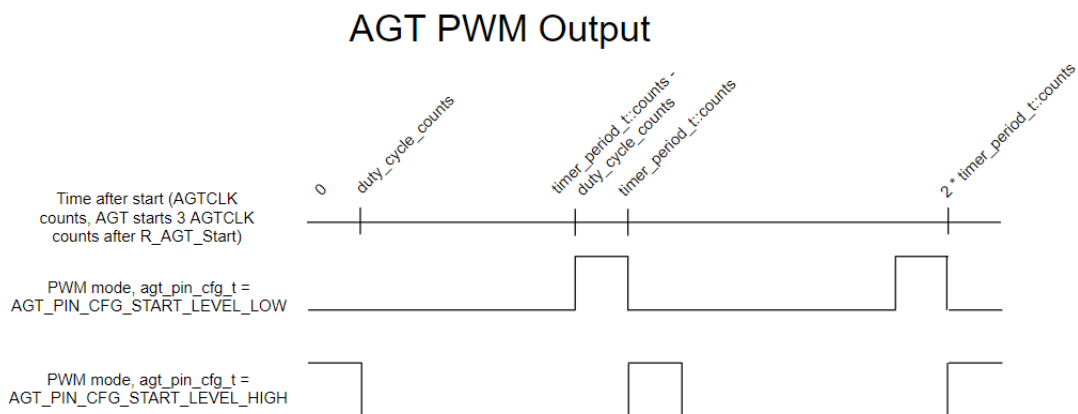 AGT PWM Output
0
duty_cycle_counts
timer_period_t::counts -
duty_cycle_counts
timer_period_t::counts
2 * timer_period_t::counts
Time after start (AGTCLK
counts, AGT starts 3 AGTCLK
counts after R_AGT_Start)
PWM mode, agt_pin_cfg_t =
AGT_PIN_CFG_START_LEVEL_LOW
PWM mode, agt_pin_cfg_t =
AGT_PIN_CFG_START_LEVEL_HIGH